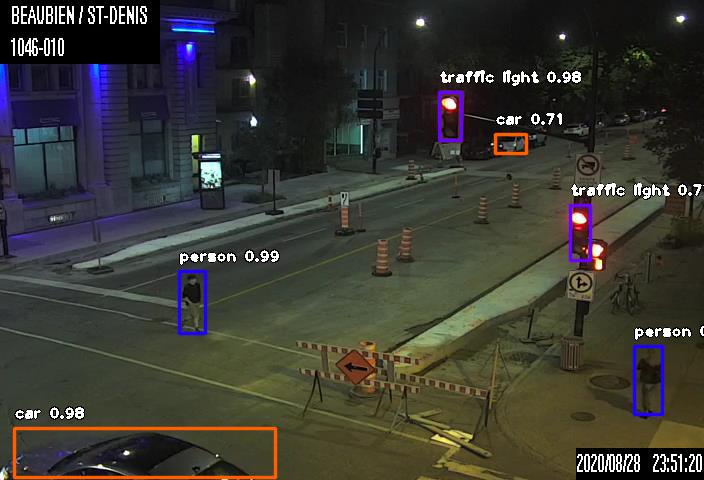 BEAUBIEN / ST-DENIS
1046-010
traffic light 0.98
car 0.71
traffic light 0.7
person 0.99
person 0
car 0.98
2020/08/28 23:51:20